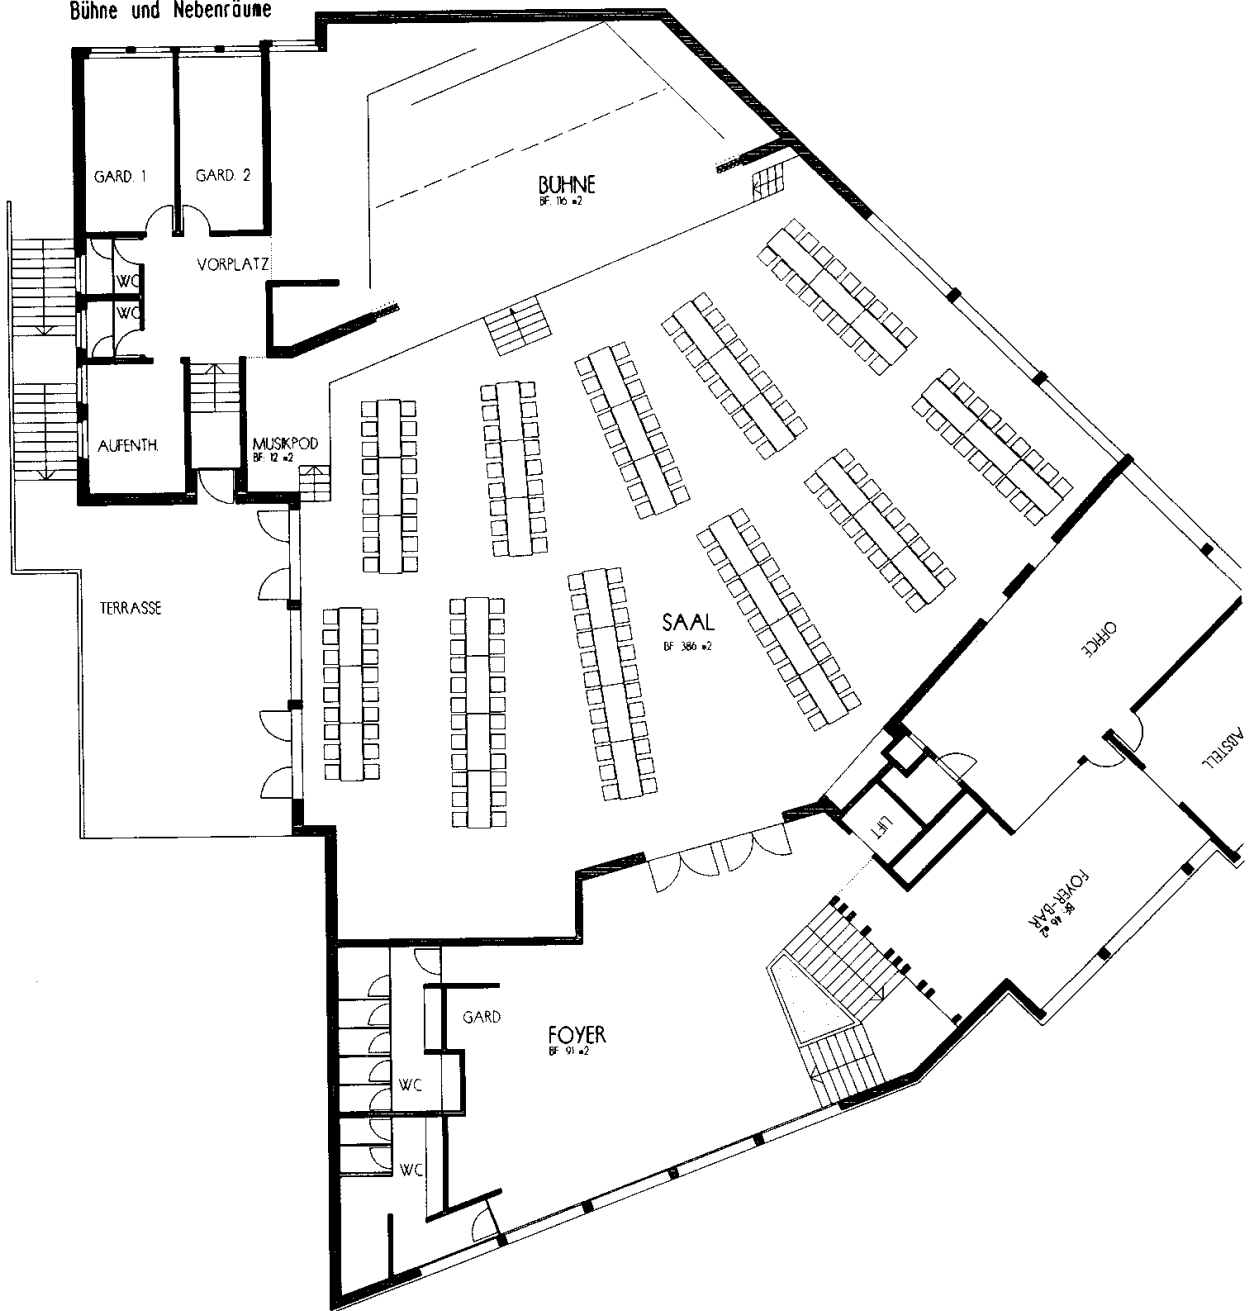 Bühne und Nebenräume
GARD. 1
GARD. 2
BÜHNE
BF. 116 m2
VORPLATZ
WC
WC
AUFENTH.
MUSIKPOD
BF. 12 m2
TERRASSE
SAAL
BF 386 m2
OFFICE
ABSTELL
LIFT
FOYER-BAR
BF. 46 m2
GARD
FOYER
BF 91 m2
WC
WC